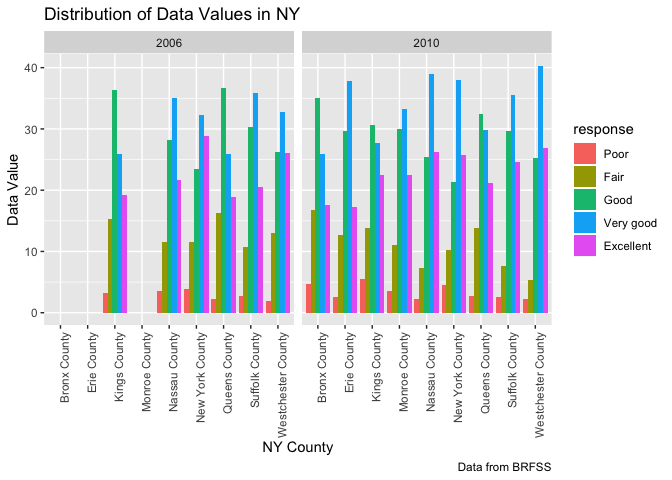 Distribution of Data Values in NY
2006
2010
Data Value
40
30
20
10
0
Bronx County
Erie County
Kings County
Monroe County
Nassau County
New York County
Queens County
Suffolk County
Westchester County
Bronx County
Erie County
Kings County
Monroe County
Nassau County
New York County
Queens County
Suffolk County
Westchester County
NY County
response
Poor
Fair
Good
Very good
Excellent
Data from BRFSS